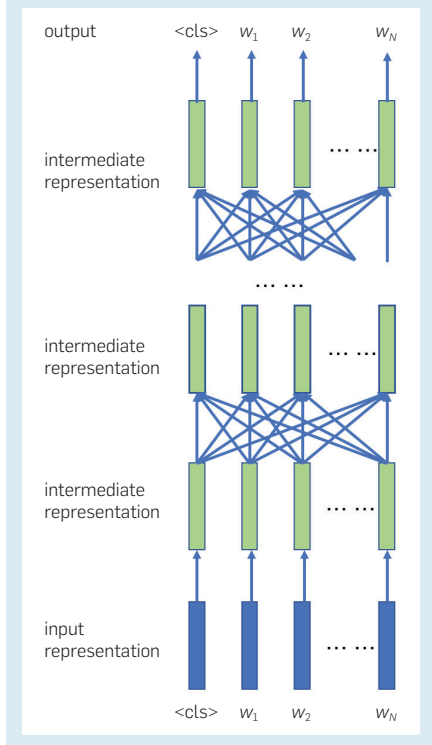 output <cls> w1 w2 wN
... ...
intermediate
representation
... ...
intermediate
representation
... ...
intermediate
representation
... ...
input
representation
... ...
<cls> w1 w2 wN